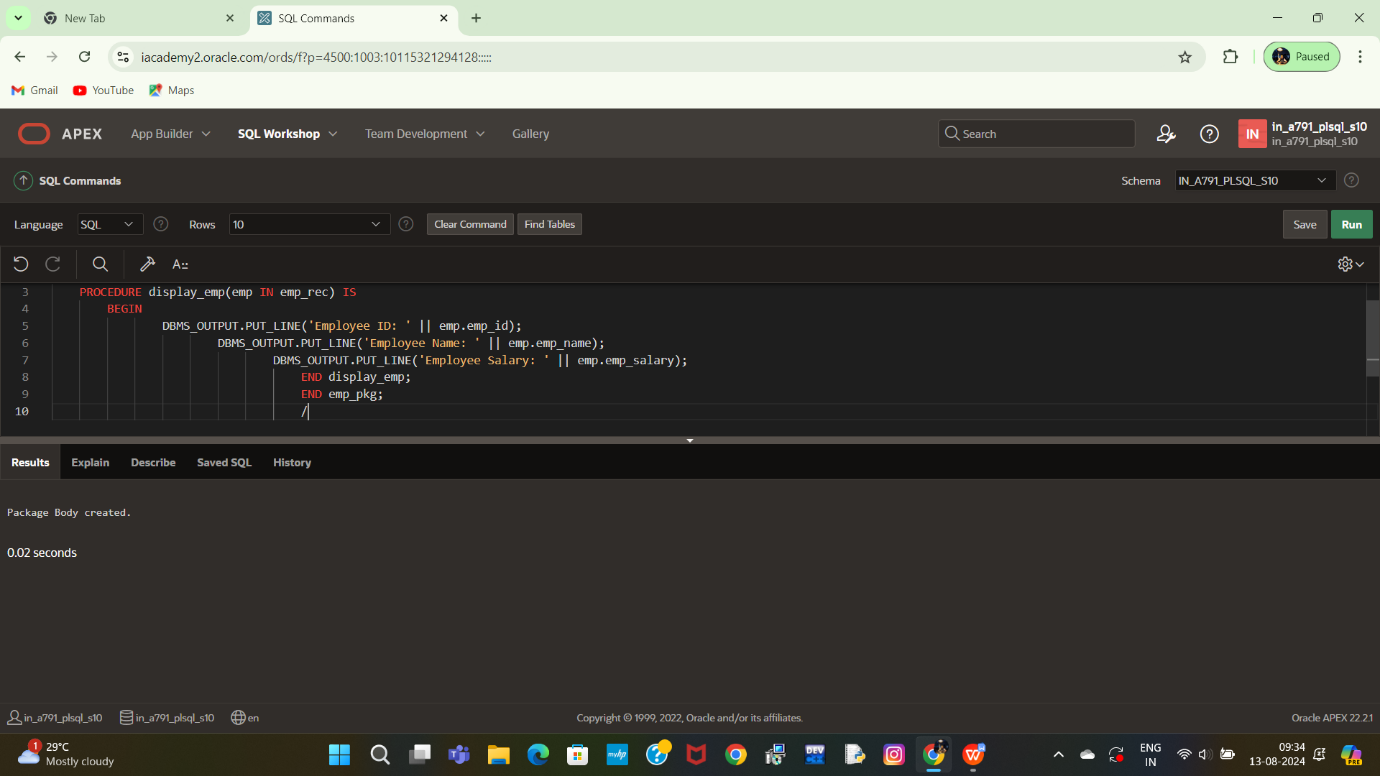 New Tab
SQL Commands
iacademy2.oracle.com/ords/f?p=4500:1003:10115321294128:::::
Paused
Gmail YouTube Maps
APEX App Builder SQL Workshop Team Development Gallery Search IN in_a791_plsql_s10
in_a791_plsql_s10
SQL Commands Schema IN_A791_PLSQL_S10
Language SQL Rows 10 Clear Command Find Tables Save Run
A::
3 PROCEDURE display_emp(emp IN emp_rec) IS
4 BEGIN
5 DBMS_OUTPUT.PUT_LINE('Employee ID: ' || emp.emp_id);
6 DBMS_OUTPUT.PUT_LINE('Employee Name: ' || emp.emp_name);
7 DBMS_OUTPUT.PUT_LINE('Employee Salary: ' || emp.emp_salary);
8 END display_emp;
9 END emp_pkg;
10 /
Results Explain Describe Saved SQL History
Package Body created.
0.02 seconds
in_a791_plsql_s10 in_a791_plsql_s10 en Copyright © 1999, 2022, Oracle and/or its affiliates. Oracle APEX 22.2.1
1 29°C
Mostly cloudy
myhp
DEV
ENG
IN
09:34
13-08-2024
PRE